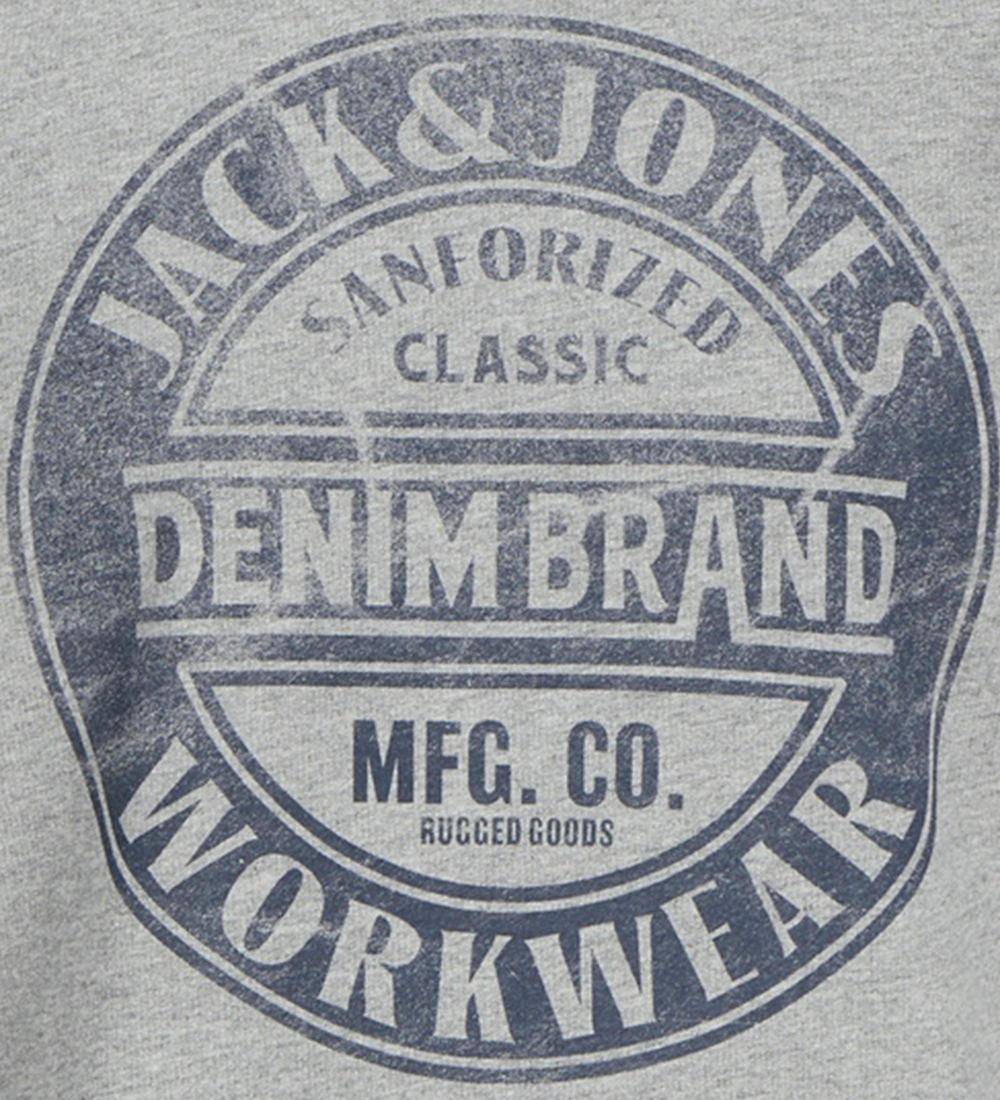 JACK & JONES
SANFORIZED
CLASSIC
DENIM BRAND
MFG. CO.
RUGGED GOODS
WORKWEAR